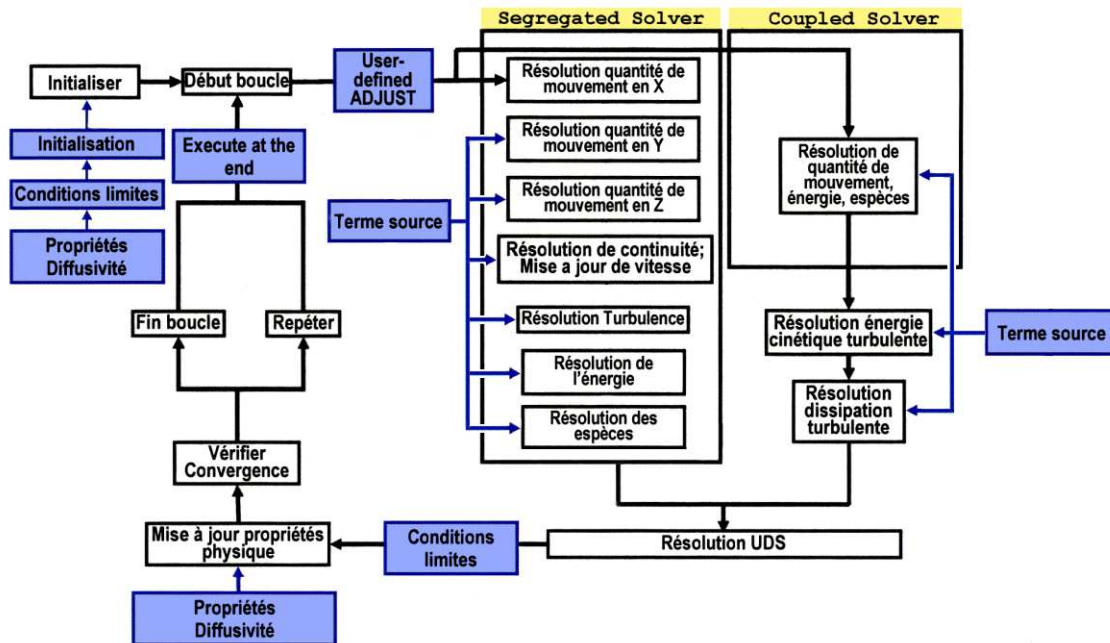 Segregated Solver
Coupled Solver
Initialiser
Début boucle
User-
defined
ADJUST
Initialisation
Execute at the
end
Conditions limites
Propriétés
Diffusivité
Résolution quantité de
mouvement en X
Résolution quantité de
mouvement en Y
Résolution quantité de
mouvement en Z
Terme source
Résolution de continuité;
Mise a jour de vitesse
Résolution Turbulence
Résolution de
l'énergie
Résolution des
espèces
Résolution de
quantité de
mouvement,
énergie, espèces
Résolution énergie
cinétique turbulente
Terme source
Résolution
dissipation
turbulente
Fin boucle
Repéter
Vérifier
Convergence
Mise à jour propriétés
physique
Conditions
limites
Résolution UDS
Propriétés
Diffusivité